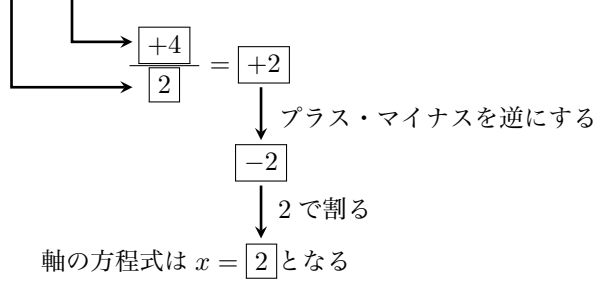 +4
2
= +2
プラス・マイナスを逆にする
−2
2 で割る
軸の方程式は x = 2 となる